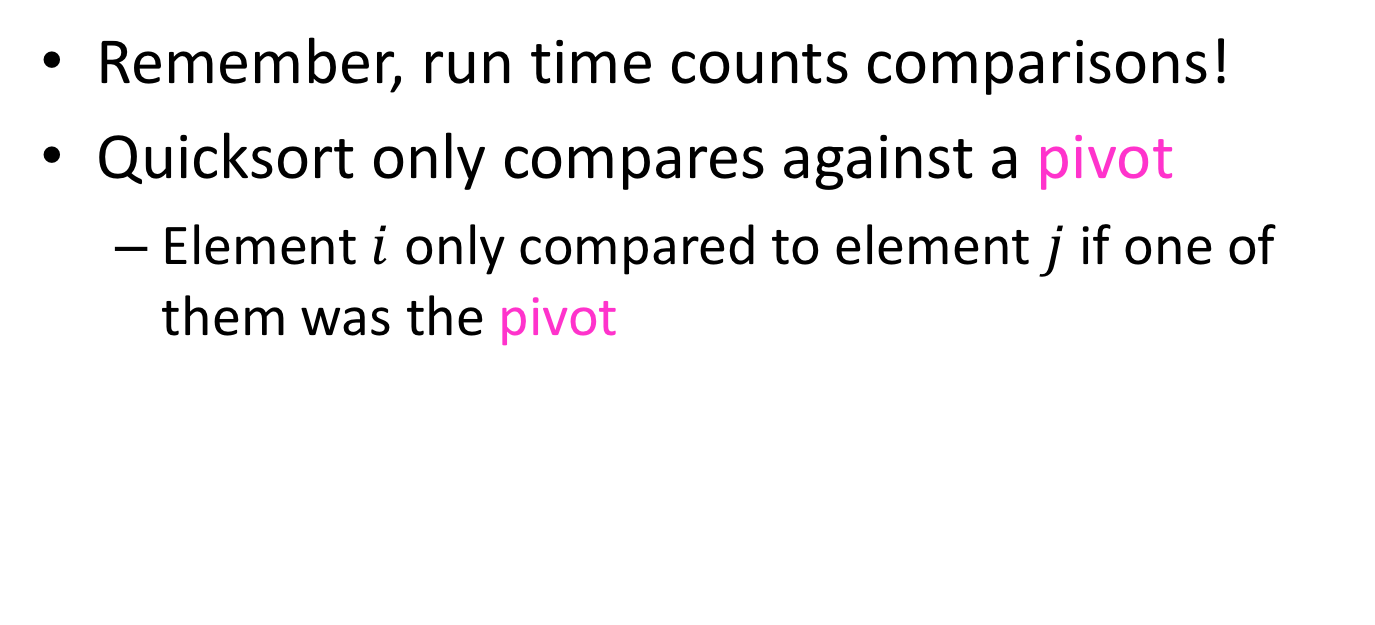 • Remember, run time counts comparisons!
• Quicksort only compares against a pivot
– Element i only compared to element j if one of
them was the pivot